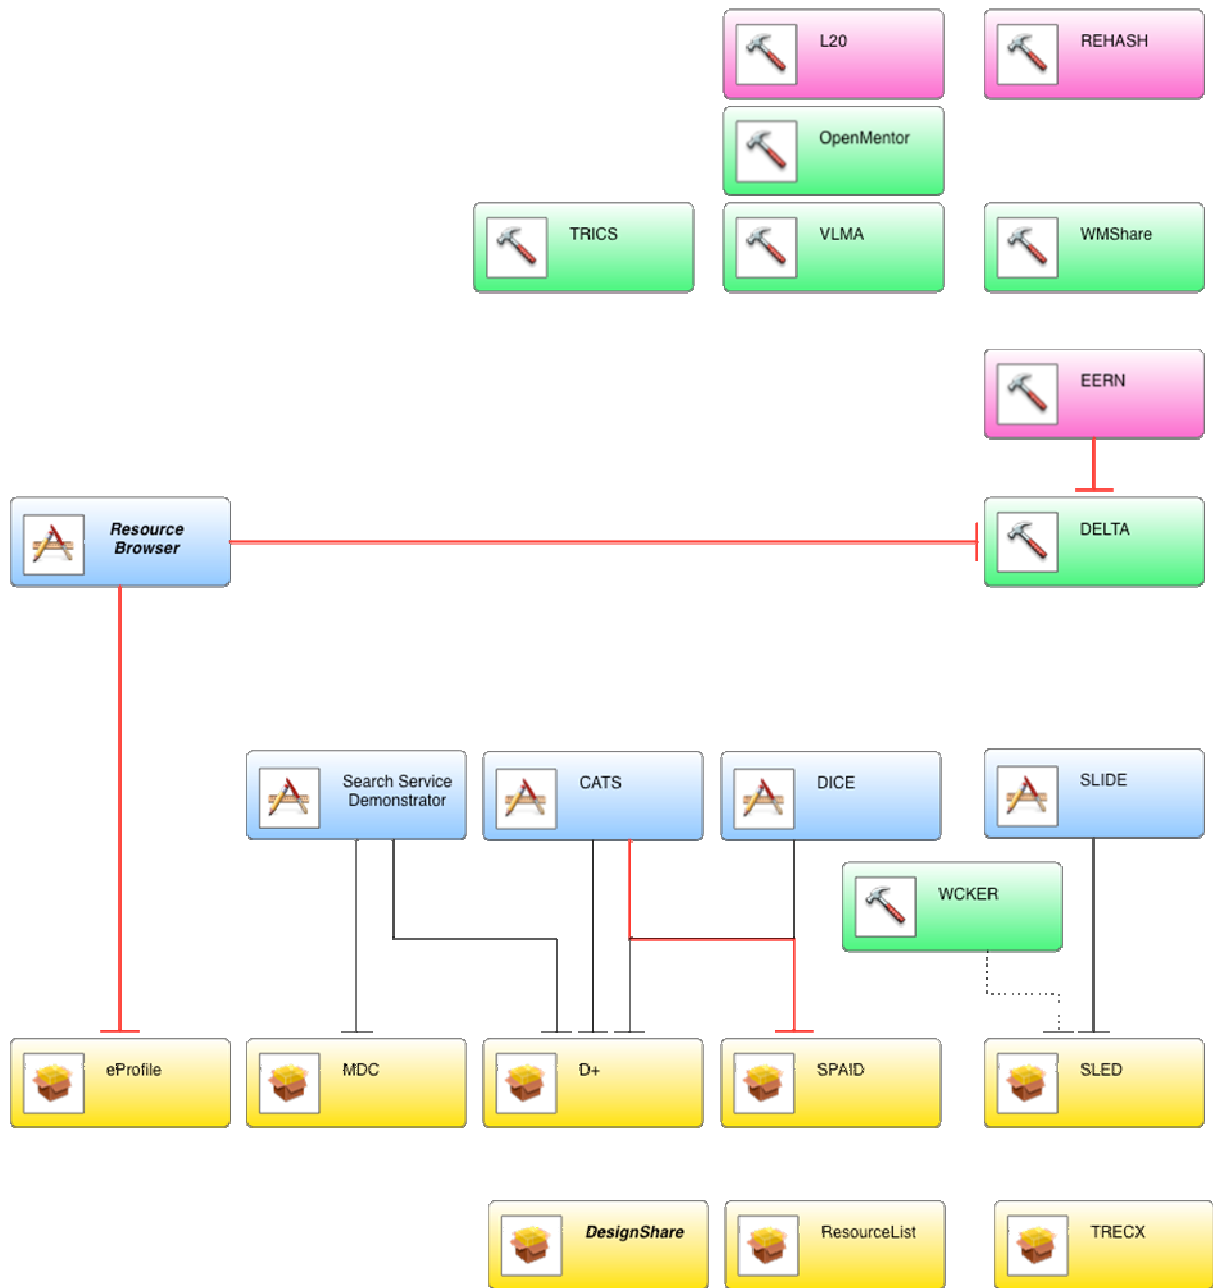 L20
REHASH
OpenMentor
TRICS
VLMA
WMShare
EERN
Resource
Browser
DELTA
Search Service
Demonstrator
CATS
DICE
SLIDE
WCKER
eProfile
MDC
D+
SPAID
SLED
DesignShare
ResourceList
TRECX